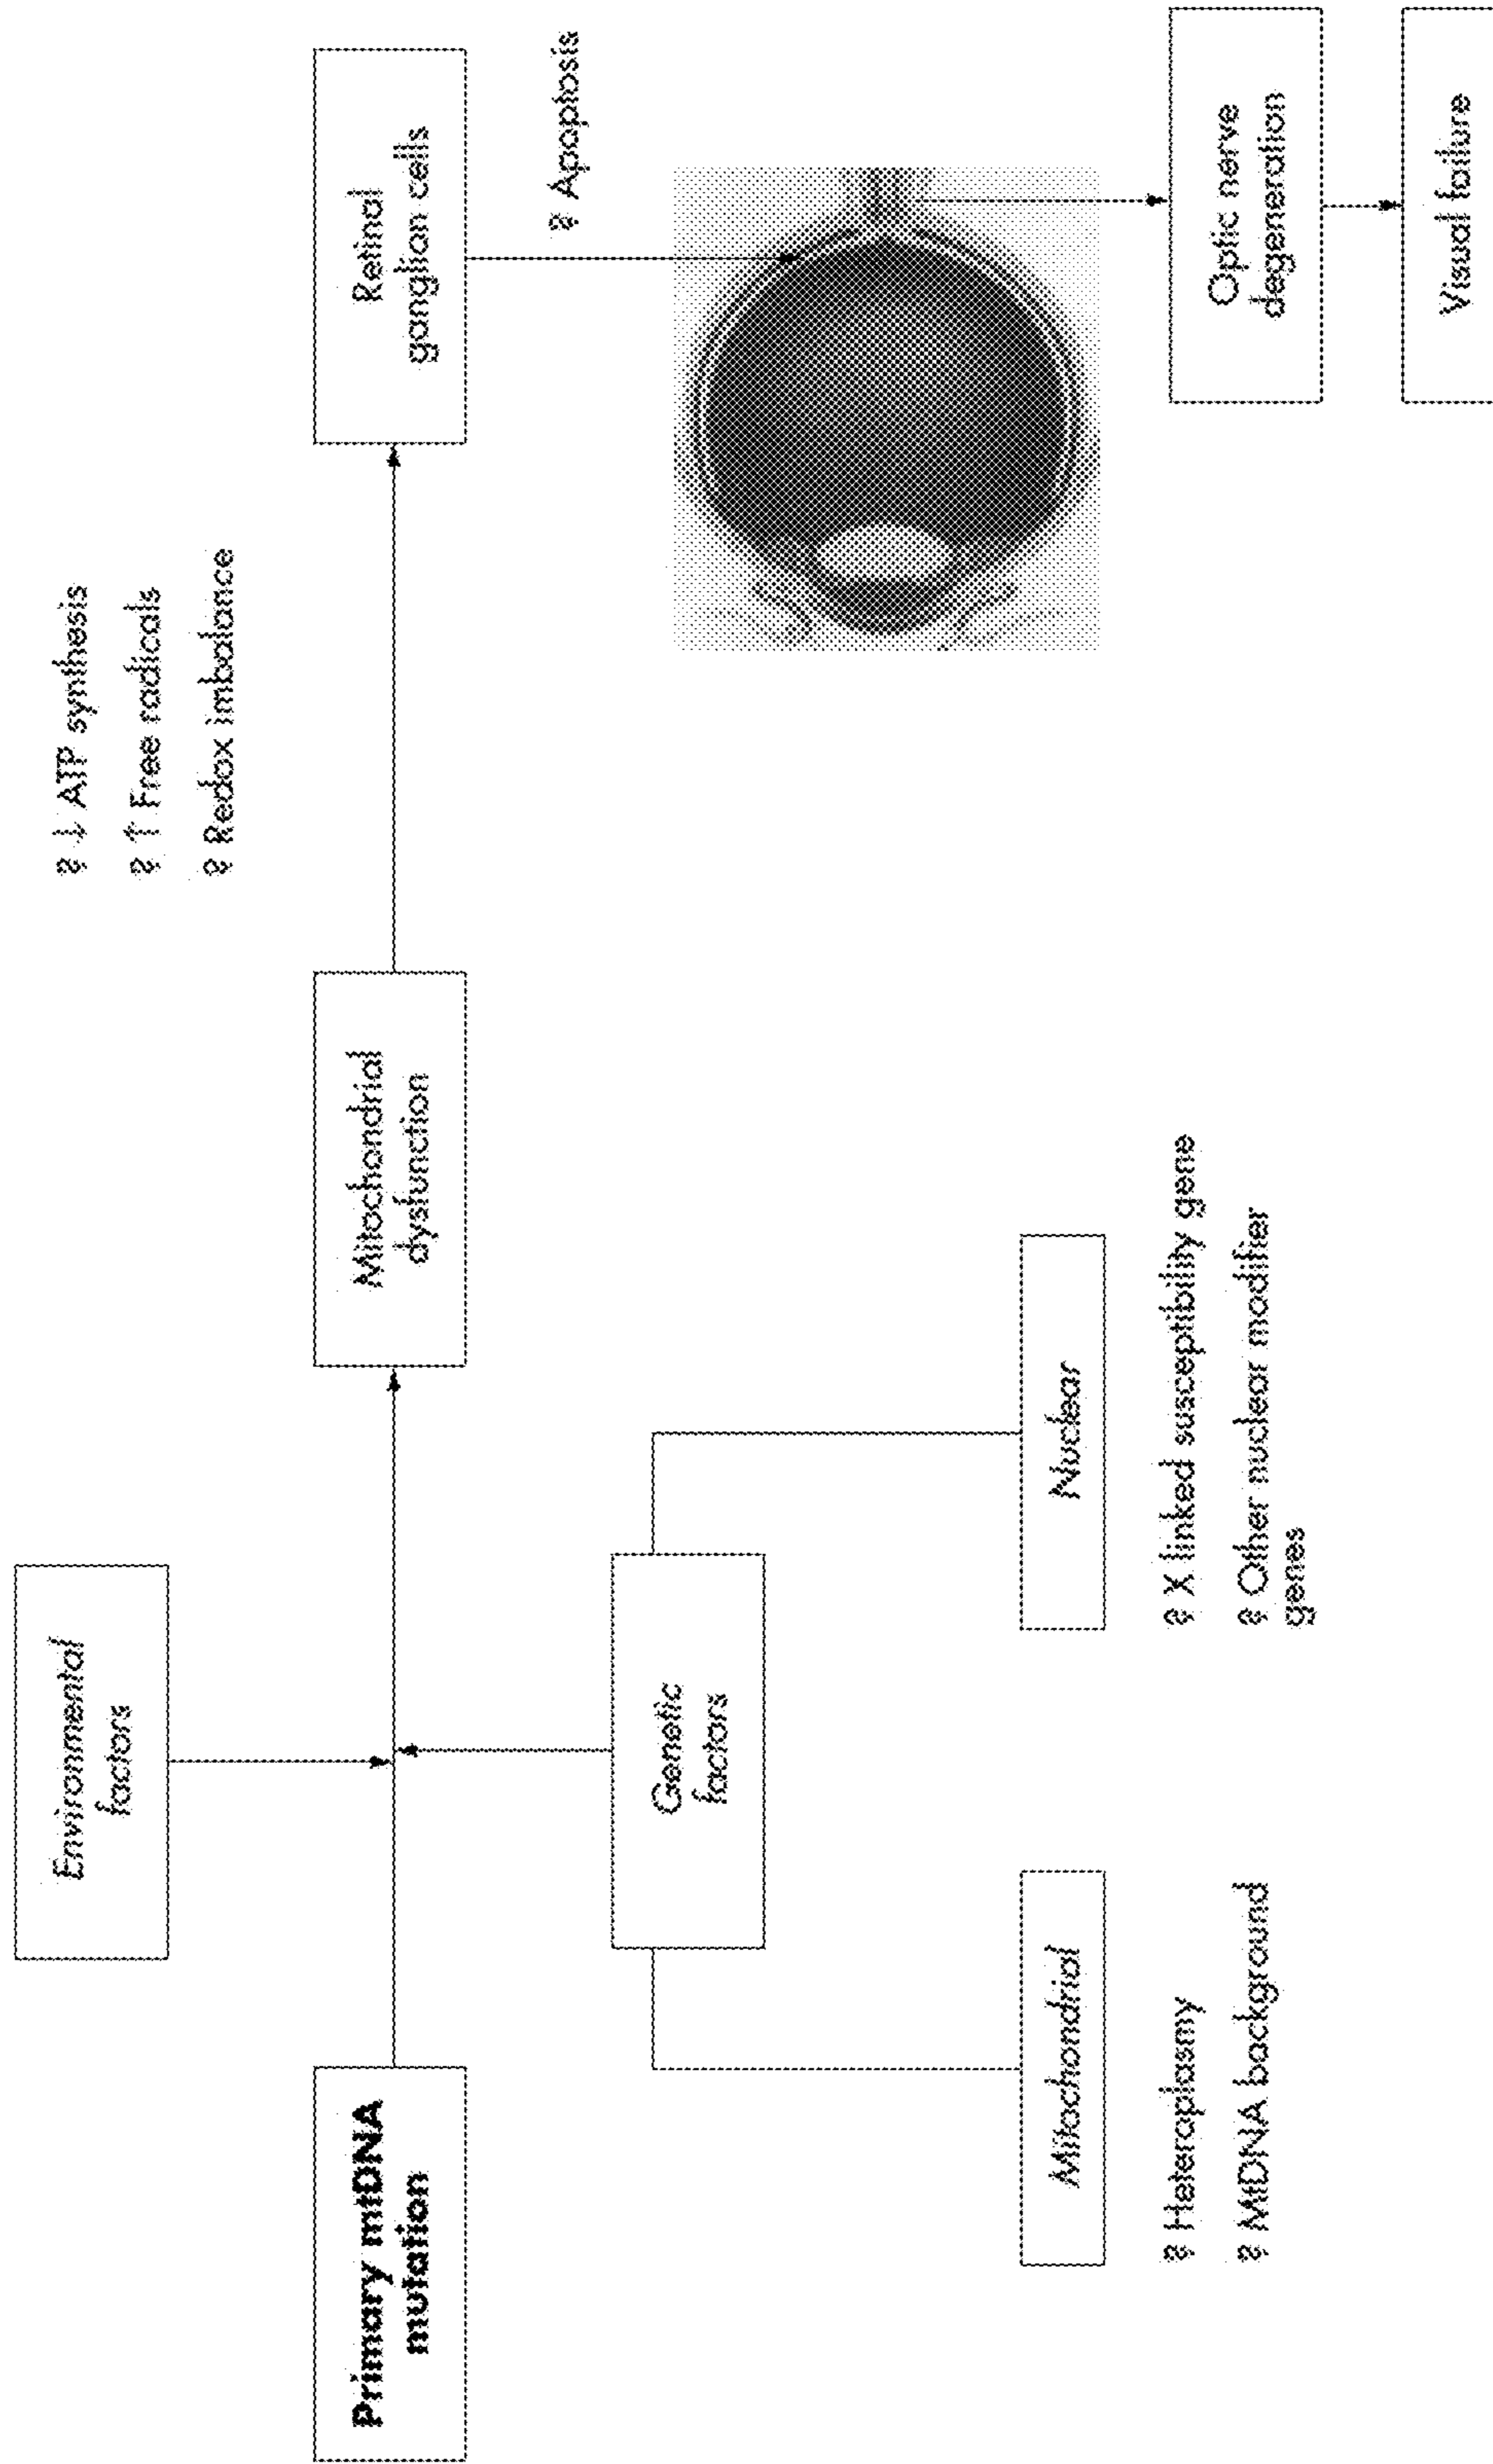 Environmental
factors
↓ ATP synthesis
↑ Free radicals
Redox imbalance
Primary mtDNA
mutation
Mitochondrial
dysfunction
Retinal
ganglion cells
Apoptosis
Genetic
factors
Mitochondrial
Nuclear
Heteroplasmy
MtDNA background
X linked susceptibility gene
Other nuclear modifier
genes
Optic nerve
degeneration
Visual failure